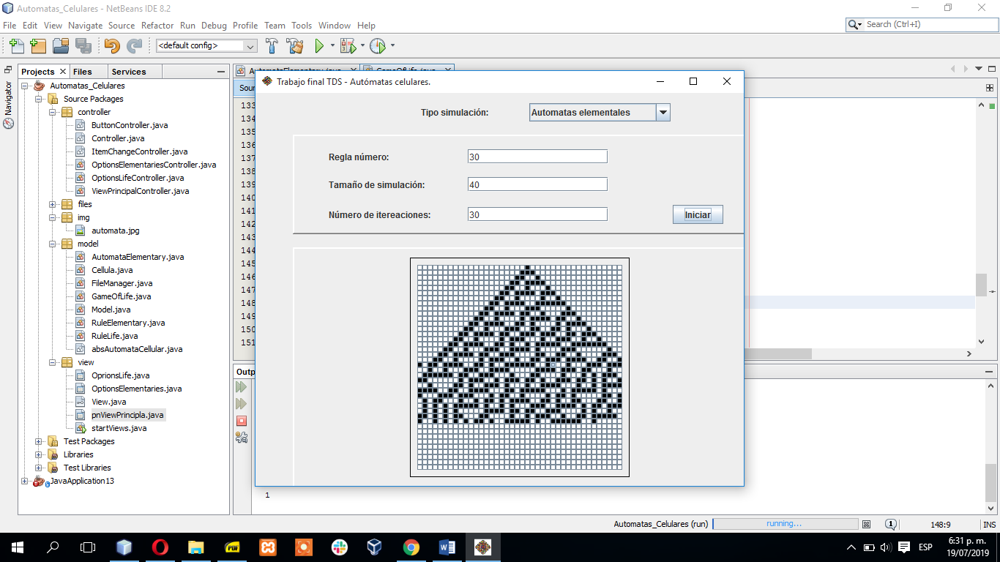 Automatas_Celulares - NetBeans IDE 8.2
File Edit View Navigate Source Refactor Run Debug Profile Team Tools Window Help
Search (Ctrl+I)
<default config>
Projects Files Services
Navigator
Automatas_Celulares
Source Packages
controller
ButtonController.java
Controller.java
ItemChangeController.java
OptionsElementariesController.java
OptionsLifeController.java
ViewPrincipalController.java
files
img
automata.jpg
model
AutomataElementary.java
Cellula.java
FileManager.java
GameOfLife.java
Model.java
RuleElementary.java
RuleLife.java
absAutomataCellular.java
view
OprionsLife.java
OptionsElementaries.java
View.java
pnViewPrincipla.java
startViews.java
Test Packages
Libraries
Test Libraries
JavaApplication13
AutomataElementary.java GameOfLife.java
Sour
133
134
135
136
137
138
139
140
141
142
143
144
145
146
147
148
149
150
151
Outp
Trabajo final TDS - Autómatas celulares.
Tipo simulación: Automatas elementales
Regla número: 30
Tamaño de simulación: 40
Número de itereaciones: 30
Iniciar
1
Automatas_Celulares (run) running... 1 148:9 INS
PDF
ESP
6:31 p. m.
19/07/2019